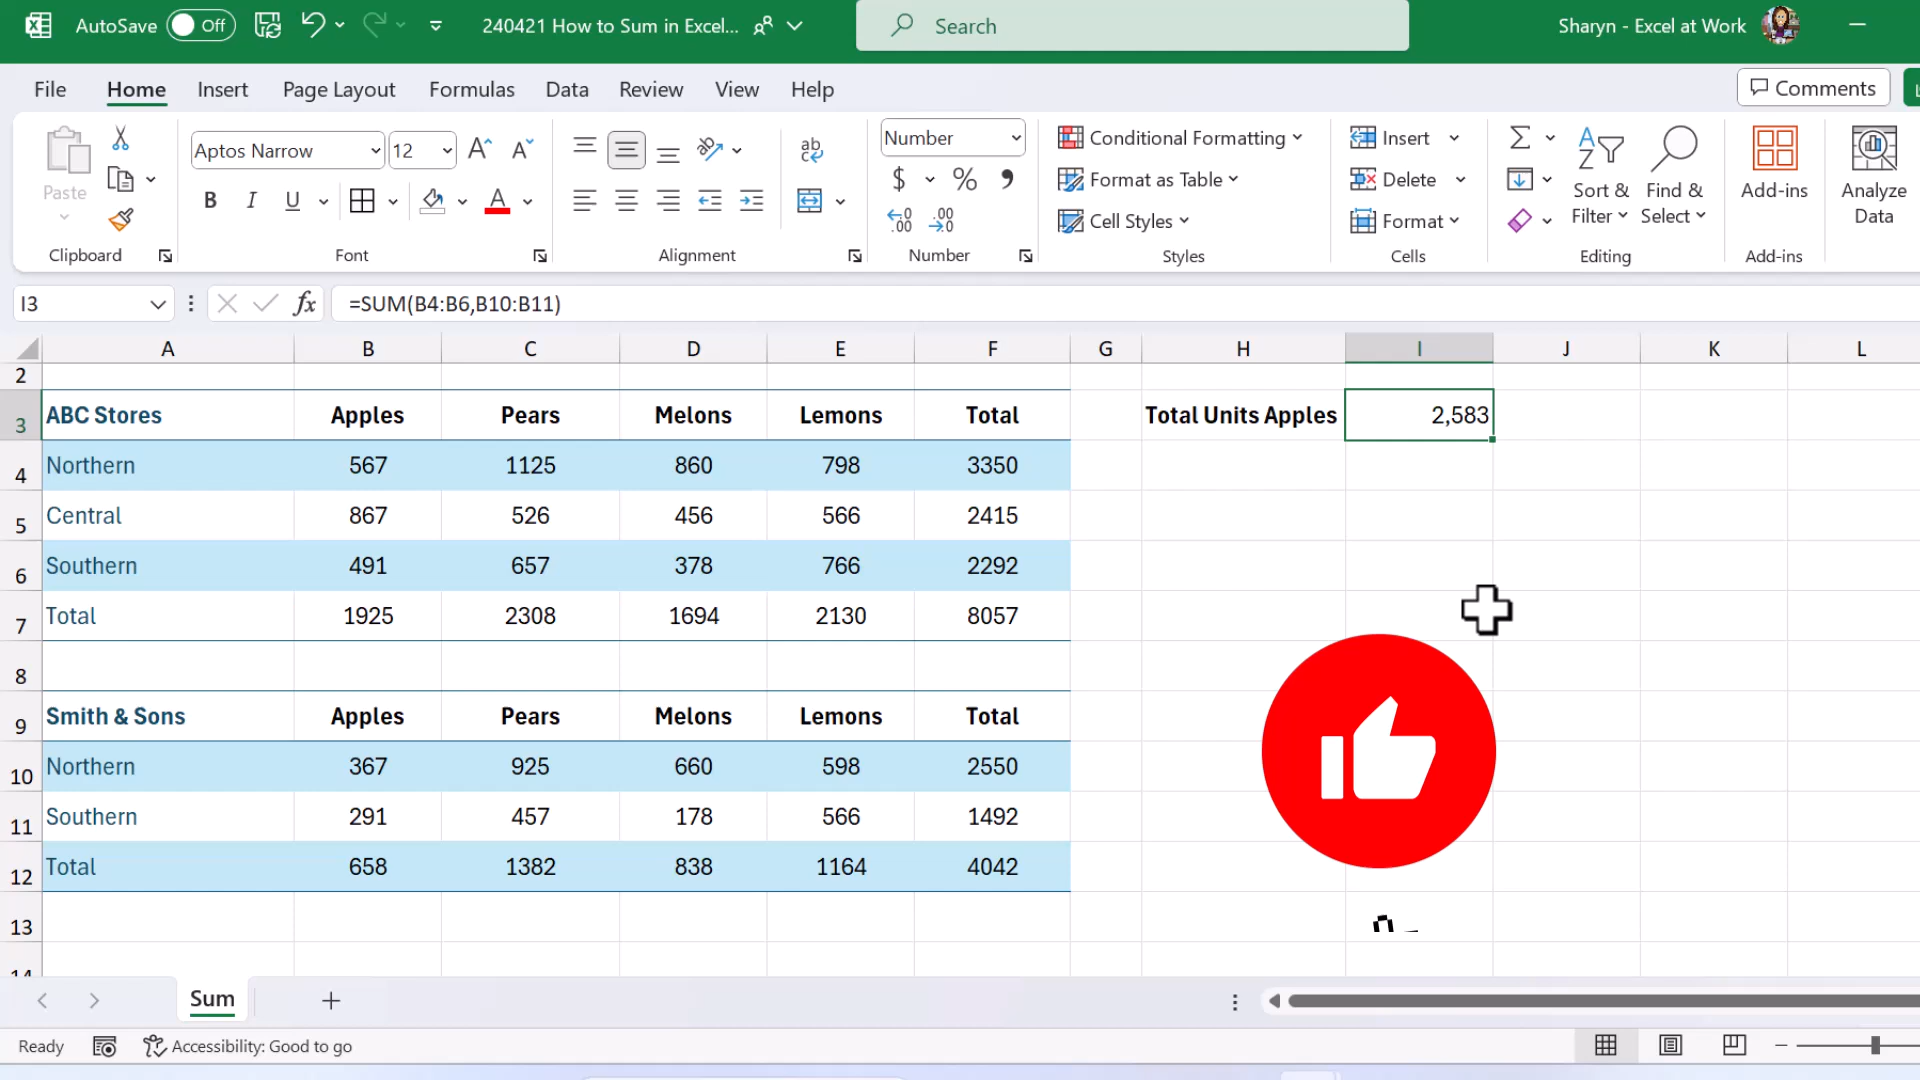 AutoSave Off 240421 How to Sum in Excel... Search Sharyn - Excel at Work
File Home Insert Page Layout Formulas Data Review View Help Comments
Paste
Clipboard
Aptos Narrow 12
B I U A
Font
ab
Alignment
Number
$ % 9
Number
Conditional Formatting
Format as Table
Cell Styles
Styles
Insert
Delete
Format
Cells
Sort & Filter
Find & Select
Editing
Add-ins
Add-ins
Analyze Data
I3 fx =SUM(B4:B6,B10:B11)
A B C D E F G H I J K L
2
3 ABC Stores Apples Pears Melons Lemons Total Total Units Apples 2,583
4 Northern 567 1125 860 798 3350
5 Central 867 526 456 566 2415
6 Southern 491 657 378 766 2292
7 Total 1925 2308 1694 2130 8057
8
9 Smith & Sons Apples Pears Melons Lemons Total
10 Northern 367 925 660 598 2550
11 Southern 291 457 178 566 1492
12 Total 658 1382 838 1164 4042
13
14
Sum
Ready Accessibility: Good to go